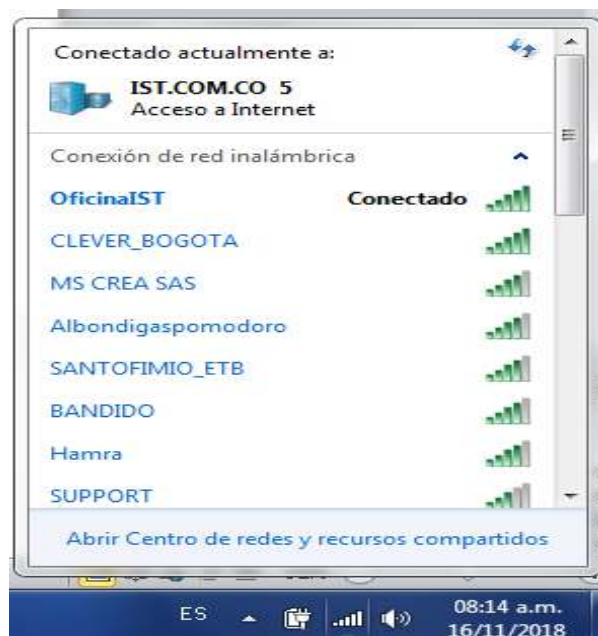 Conectado actualmente a:
IST.COM.CO 5
Acceso a Internet
Conexión de red inalámbrica
OficinaIST Conectado
CLEVER_BOGOTA
MS CREA SAS
Albondigaspomodoro
SANTOFIMIO_ETB
BANDIDO
Hamra
SUPPORT
Abrir Centro de redes y recursos compartidos
ES
08:14 a.m.
16/11/2018